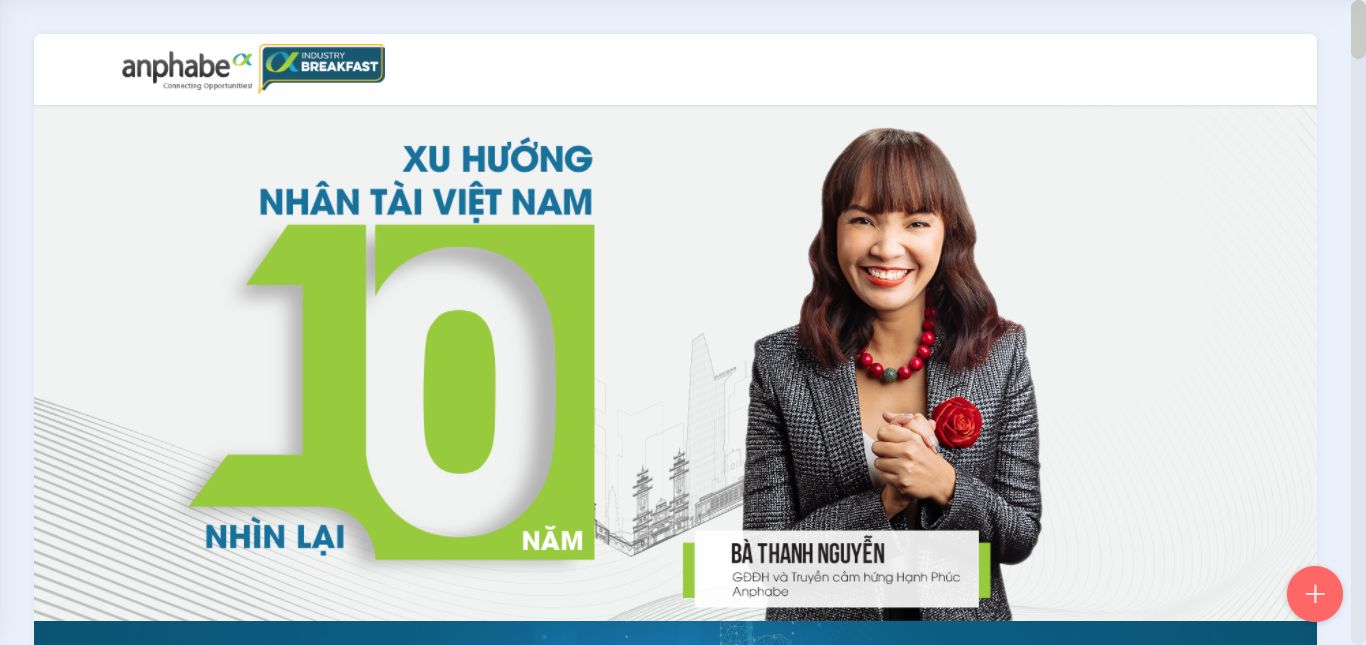 anphabe
Connecting Opportunities!
INDUSTRY
BREAKFAST
XU HƯỚNG
NHÂN TÀI VIỆT NAM
10
NHÌN LẠI
NĂM
BÀ THANH NGUYỄN
GĐĐH và Truyền cảm hứng Hạnh Phúc
Anphabe